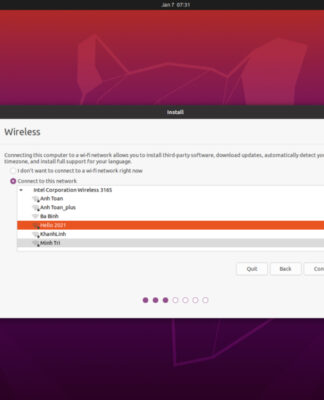 Jan 7 07:31
Install
Wireless
Connecting this computer to a wi-fi network allows you to install third-party software, download updates, automatically detect you
timezone, and install full support for your language.
I don't want to connect to a wi-fi network right now
Connect to this network
Intel Corporation Wireless 3165
Anh Toan
Anh Toan_plus
Ba Binh
Hello 2021
KhanhLinh
Minh Tri
Quit
Back
Con